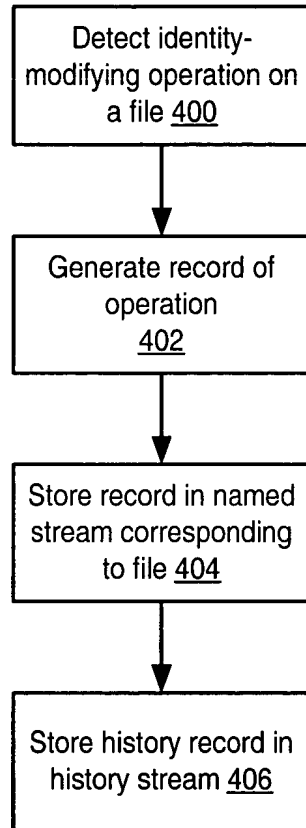 Detect identity-
modifying operation on
a file 400
Generate record of
operation
402
Store record in named
stream corresponding
to file 404
Store history record in
history stream 406